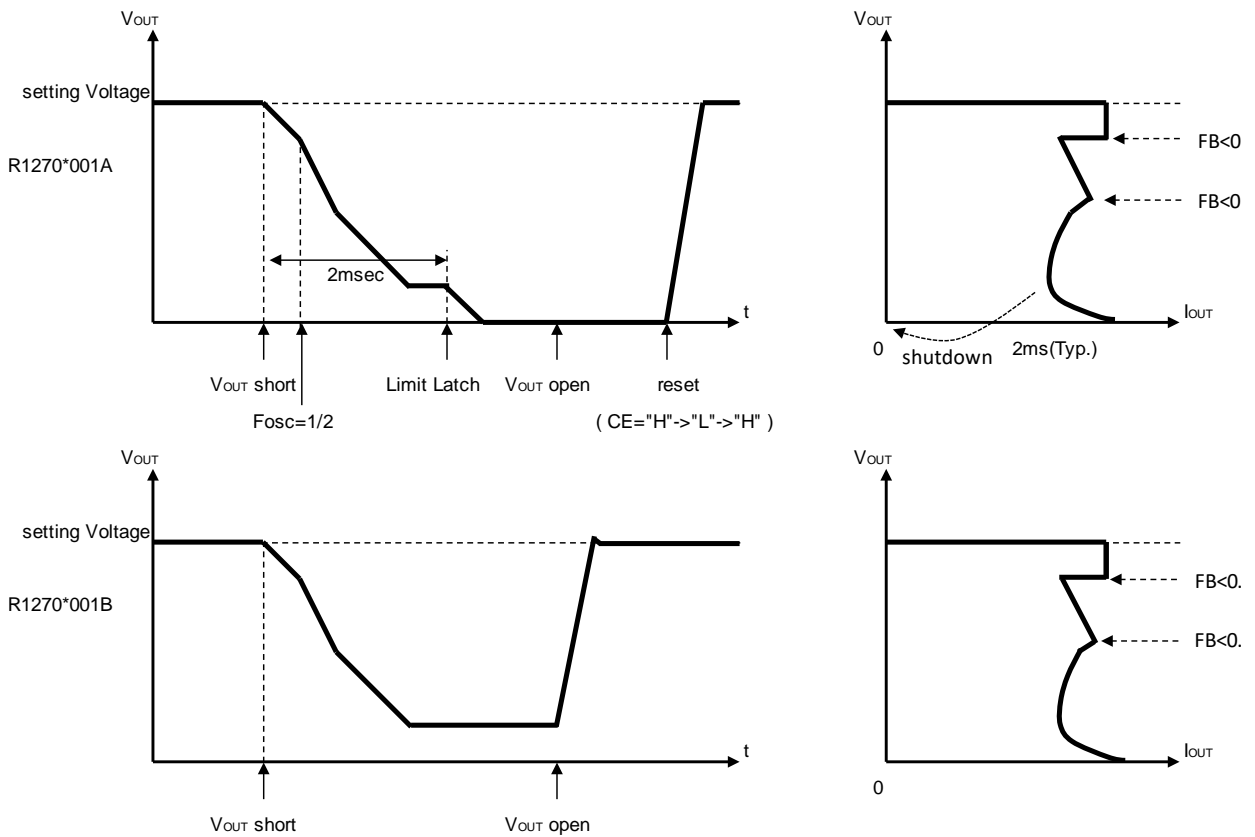 VOUT
setting Voltage
R1270*001A
2msec
t
VOUT short
Limit Latch
VOUT open
reset
Fosc=1/2
( CE="H"->"L"->"H" )
VOUT
FB<0
FB<0
IOUT
0
shutdown
2ms(Typ.)
VOUT
setting Voltage
R1270*001B
t
VOUT short
VOUT open
VOUT
FB<0.
FB<0.
IOUT
0